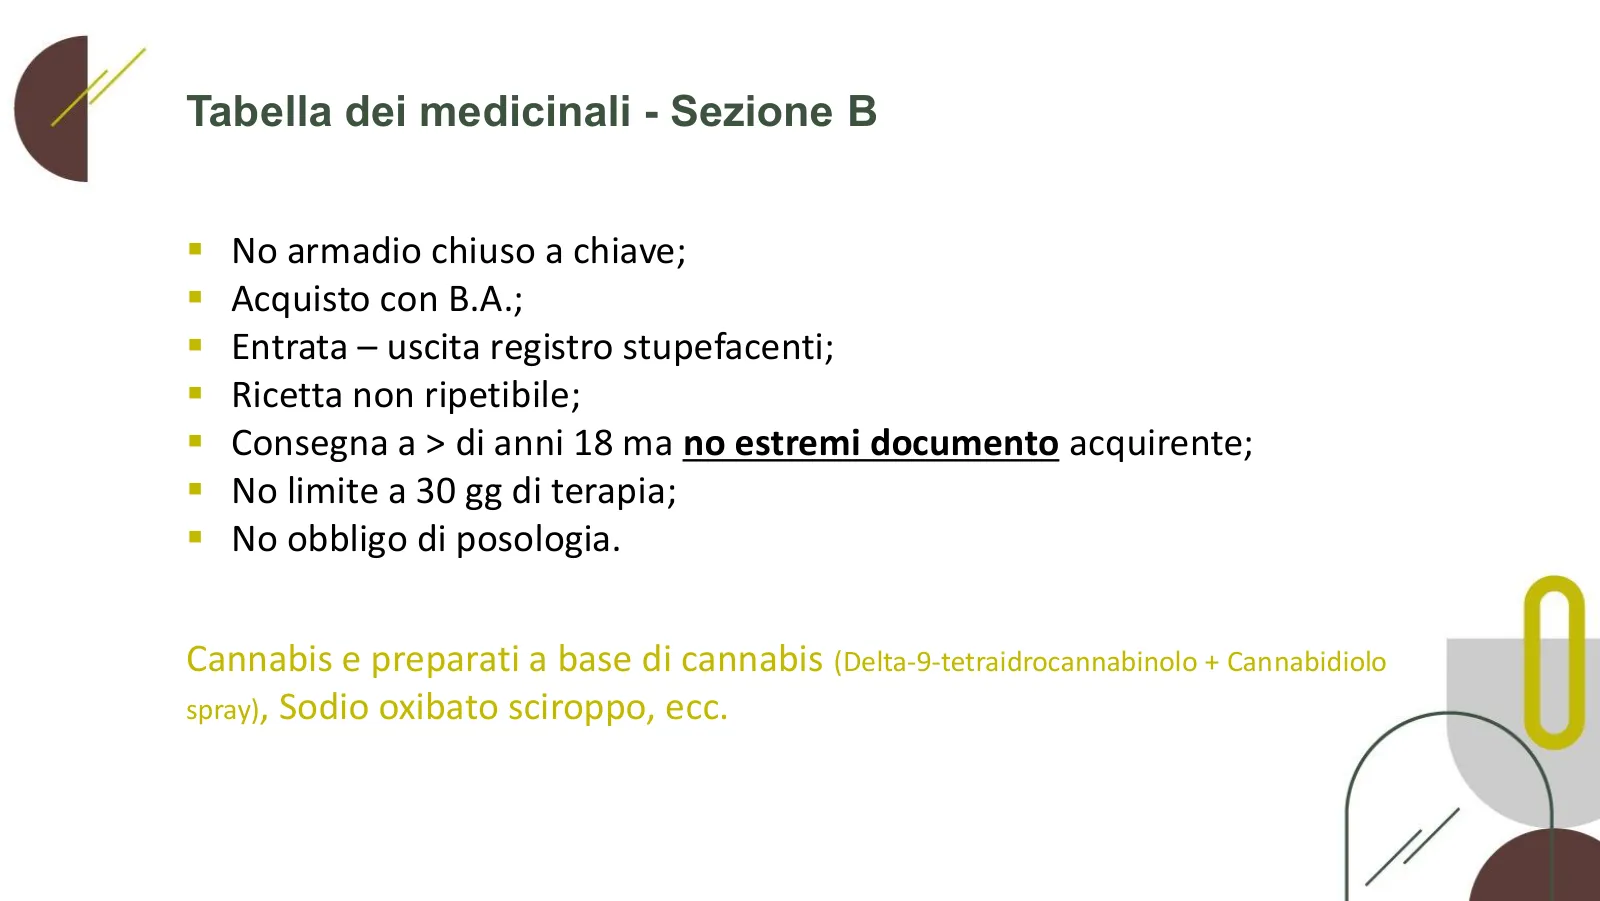 Tabella dei medicinali - Sezione B
▪ No armadio chiuso a chiave;
▪ Acquisto con B.A.;
▪ Entrata – uscita registro stupefacenti;
▪ Ricetta non ripetibile;
▪ Consegna a > di anni 18 ma no estremi documento acquirente;
▪ No limite a 30 gg di terapia;
▪ No obbligo di posologia.
Cannabis e preparati a base di cannabis (Delta-9-tetraidrocannabinolo + Cannabidiolo
spray), Sodio oxibato sciroppo, ecc.